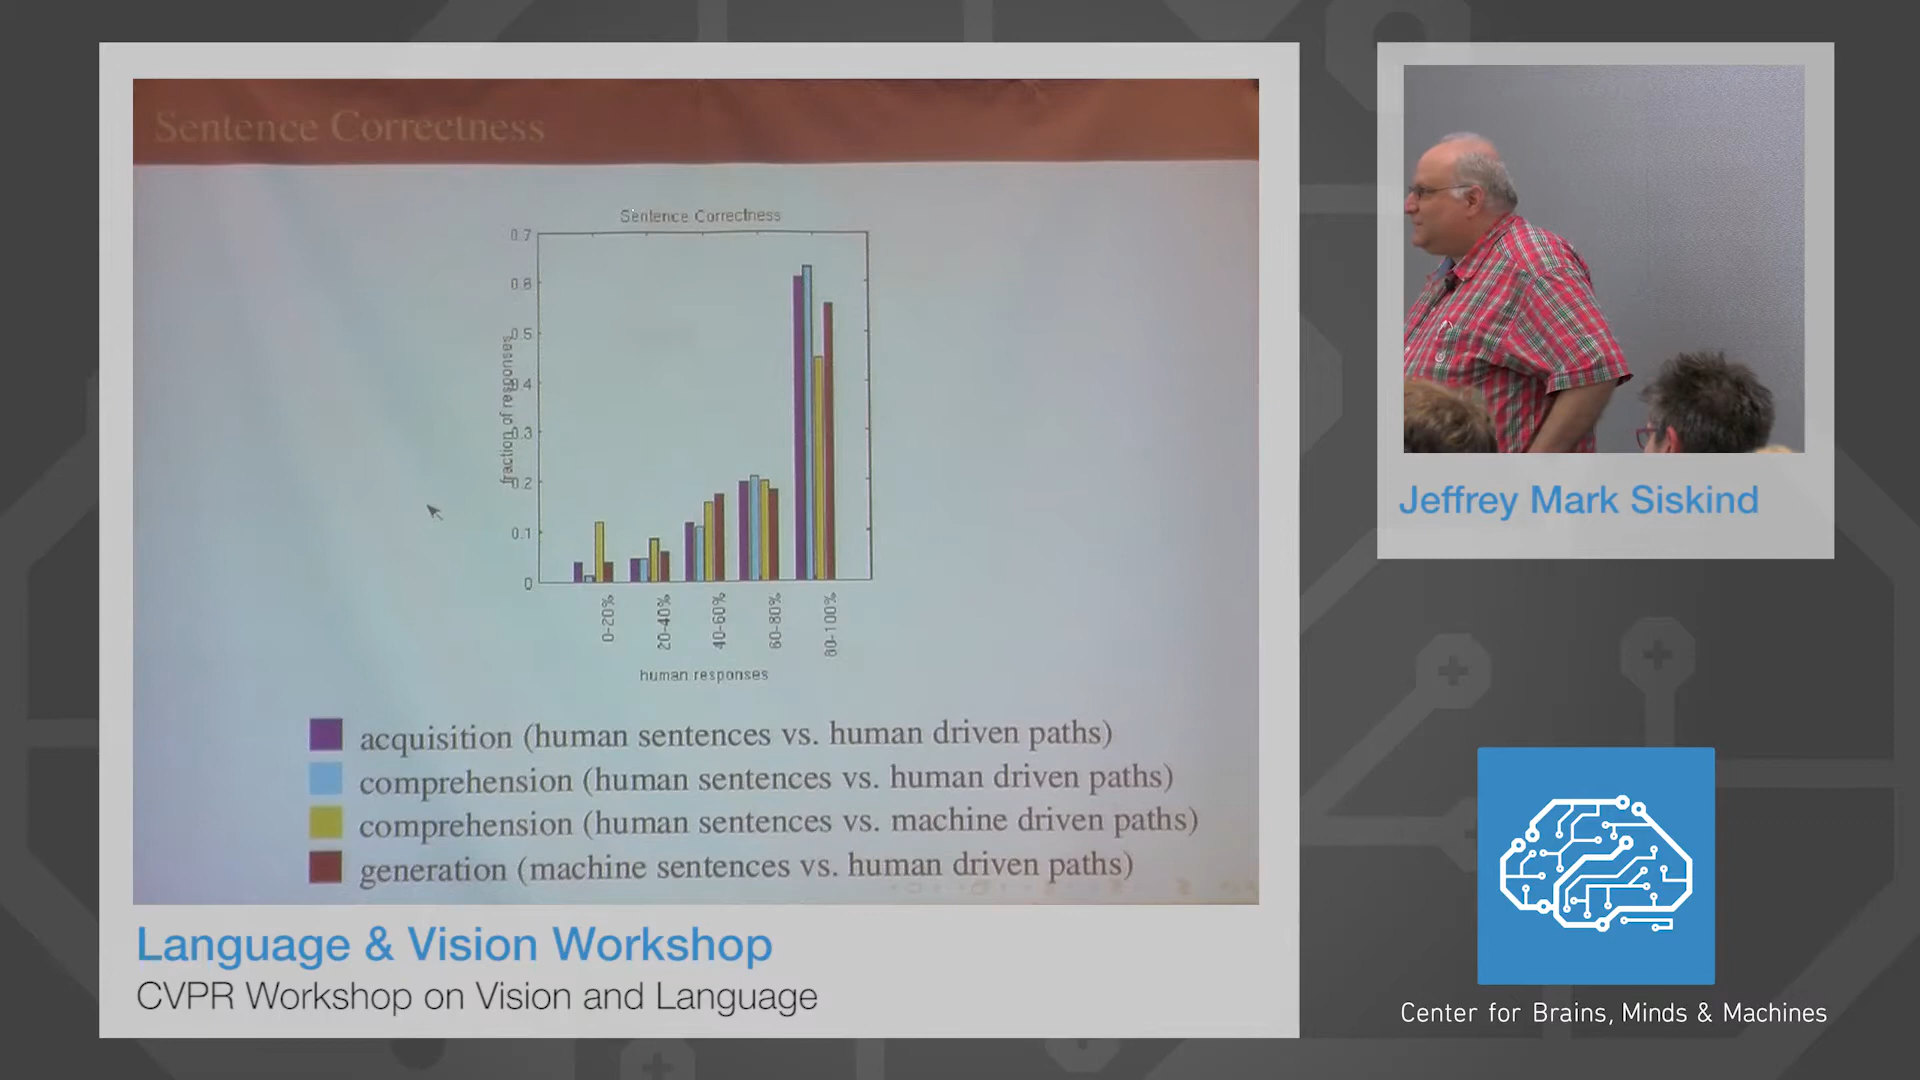 Sentence Correctness
Sentence Correctness
0.7
0.6
0.5
0.4
0.3
0.2
0.1
0
fraction of responses
0-20%
20-40%
40-60%
60-80%
80-100%
human responses
acquisition (human sentences vs. human driven paths)
comprehension (human sentences vs. human driven paths)
comprehension (human sentences vs. machine driven paths)
generation (machine sentences vs. human driven paths)
Language & Vision Workshop
CVPR Workshop on Vision and Language
Jeffrey Mark Siskind
Center for Brains, Minds & Machines